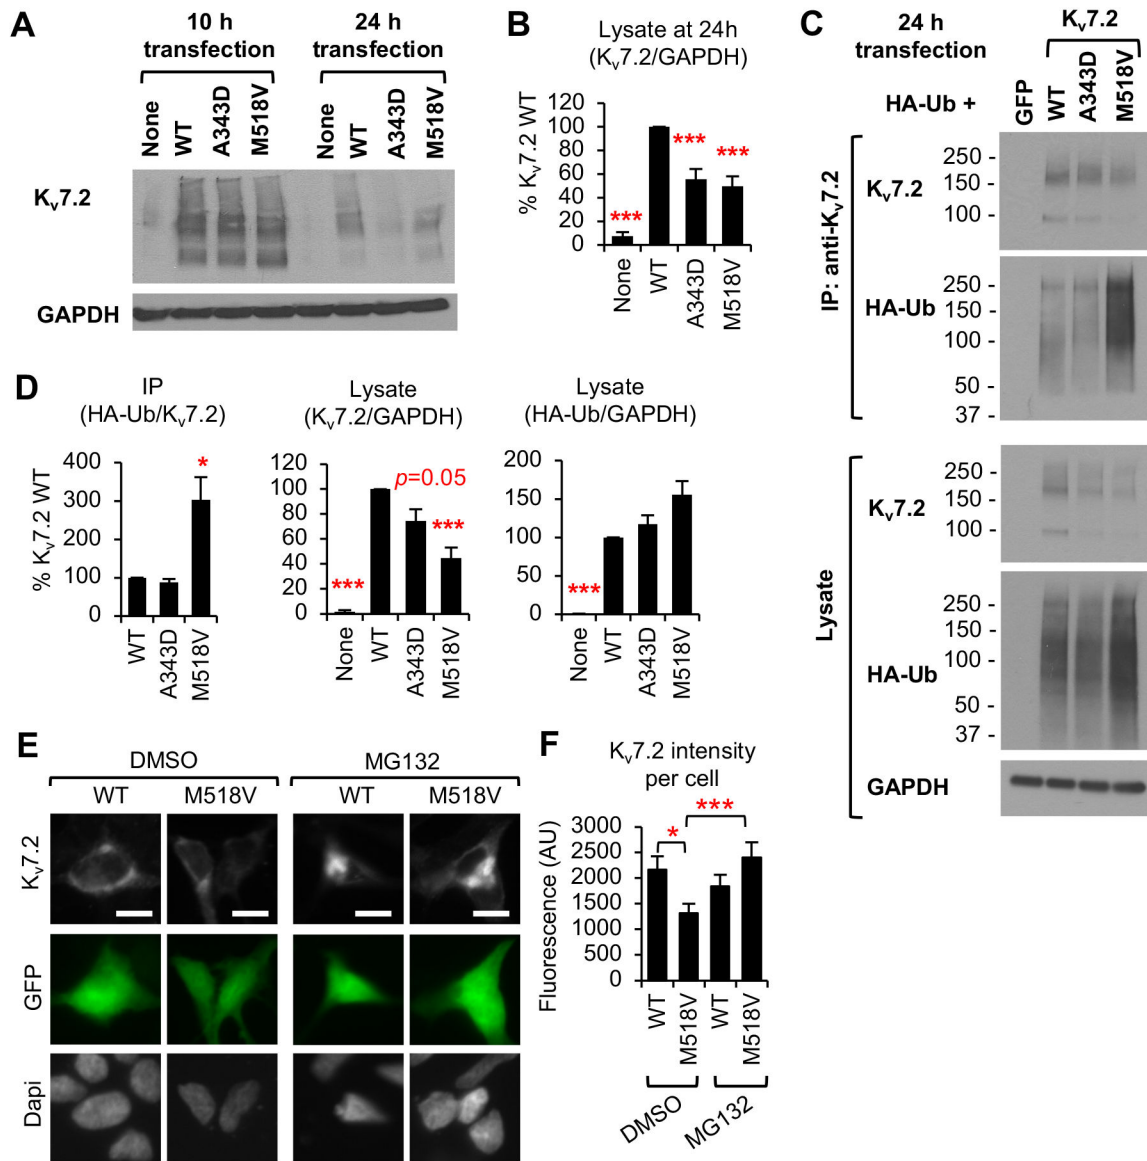 A
10 h
transfection
24 h
transfection
None
WT
A343D
M518V
None
WT
A343D
M518V
Kv7.2
GAPDH
B
Lysate at 24h
(Kv7.2/GAPDH)
% Kv7.2 WT
120
100
80
60
40
20
0
***
***
***
None
WT
A343D
M518V
C
24 h
transfection
Kv7.2
HA-Ub +
GFP
WT
A343D
M518V
IP: anti-Kv7.2
Kv7.2
250 -
150 -
100 -
HA-Ub
250 -
150 -
100 -
50 -
37 -
Lysate
Kv7.2
250 -
150 -
100 -
HA-Ub
250 -
150 -
100 -
50 -
37 -
GAPDH
D
IP
(HA-Ub/Kv7.2)
% Kv7.2 WT
400
300
200
100
0
*
WT
A343D
M518V
Lysate
(Kv7.2/GAPDH)
120
100
80
60
40
20
0
***
p=0.05
***
None
WT
A343D
M518V
Lysate
(HA-Ub/GAPDH)
200
150
100
50
0
***
None
WT
A343D
M518V
E
DMSO
MG132
WT
M518V
WT
M518V
Kv7.2
GFP
Dapi
F
Kv7.2 intensity
per cell
Fluorescence (AU)
3000
2500
2000
1500
1000
500
0
*
***
WT
M518V
WT
M518V
DMSO
MG132